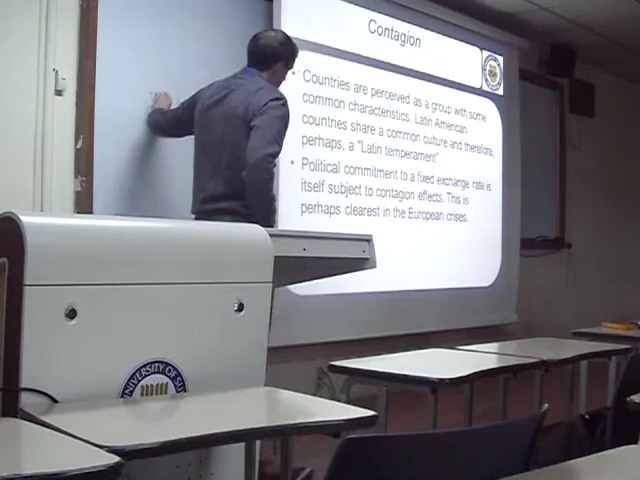 Contagion
• Countries are perceived as a group with some
common characteristics. Latin American
countries share a common culture and therefore,
perhaps, a "Latin temperament"
• Political commitment to a fixed exchange rate is
itself subject to contagion effects. This is
perhaps clearest in the European crises.
UNIVERSITY OF SU